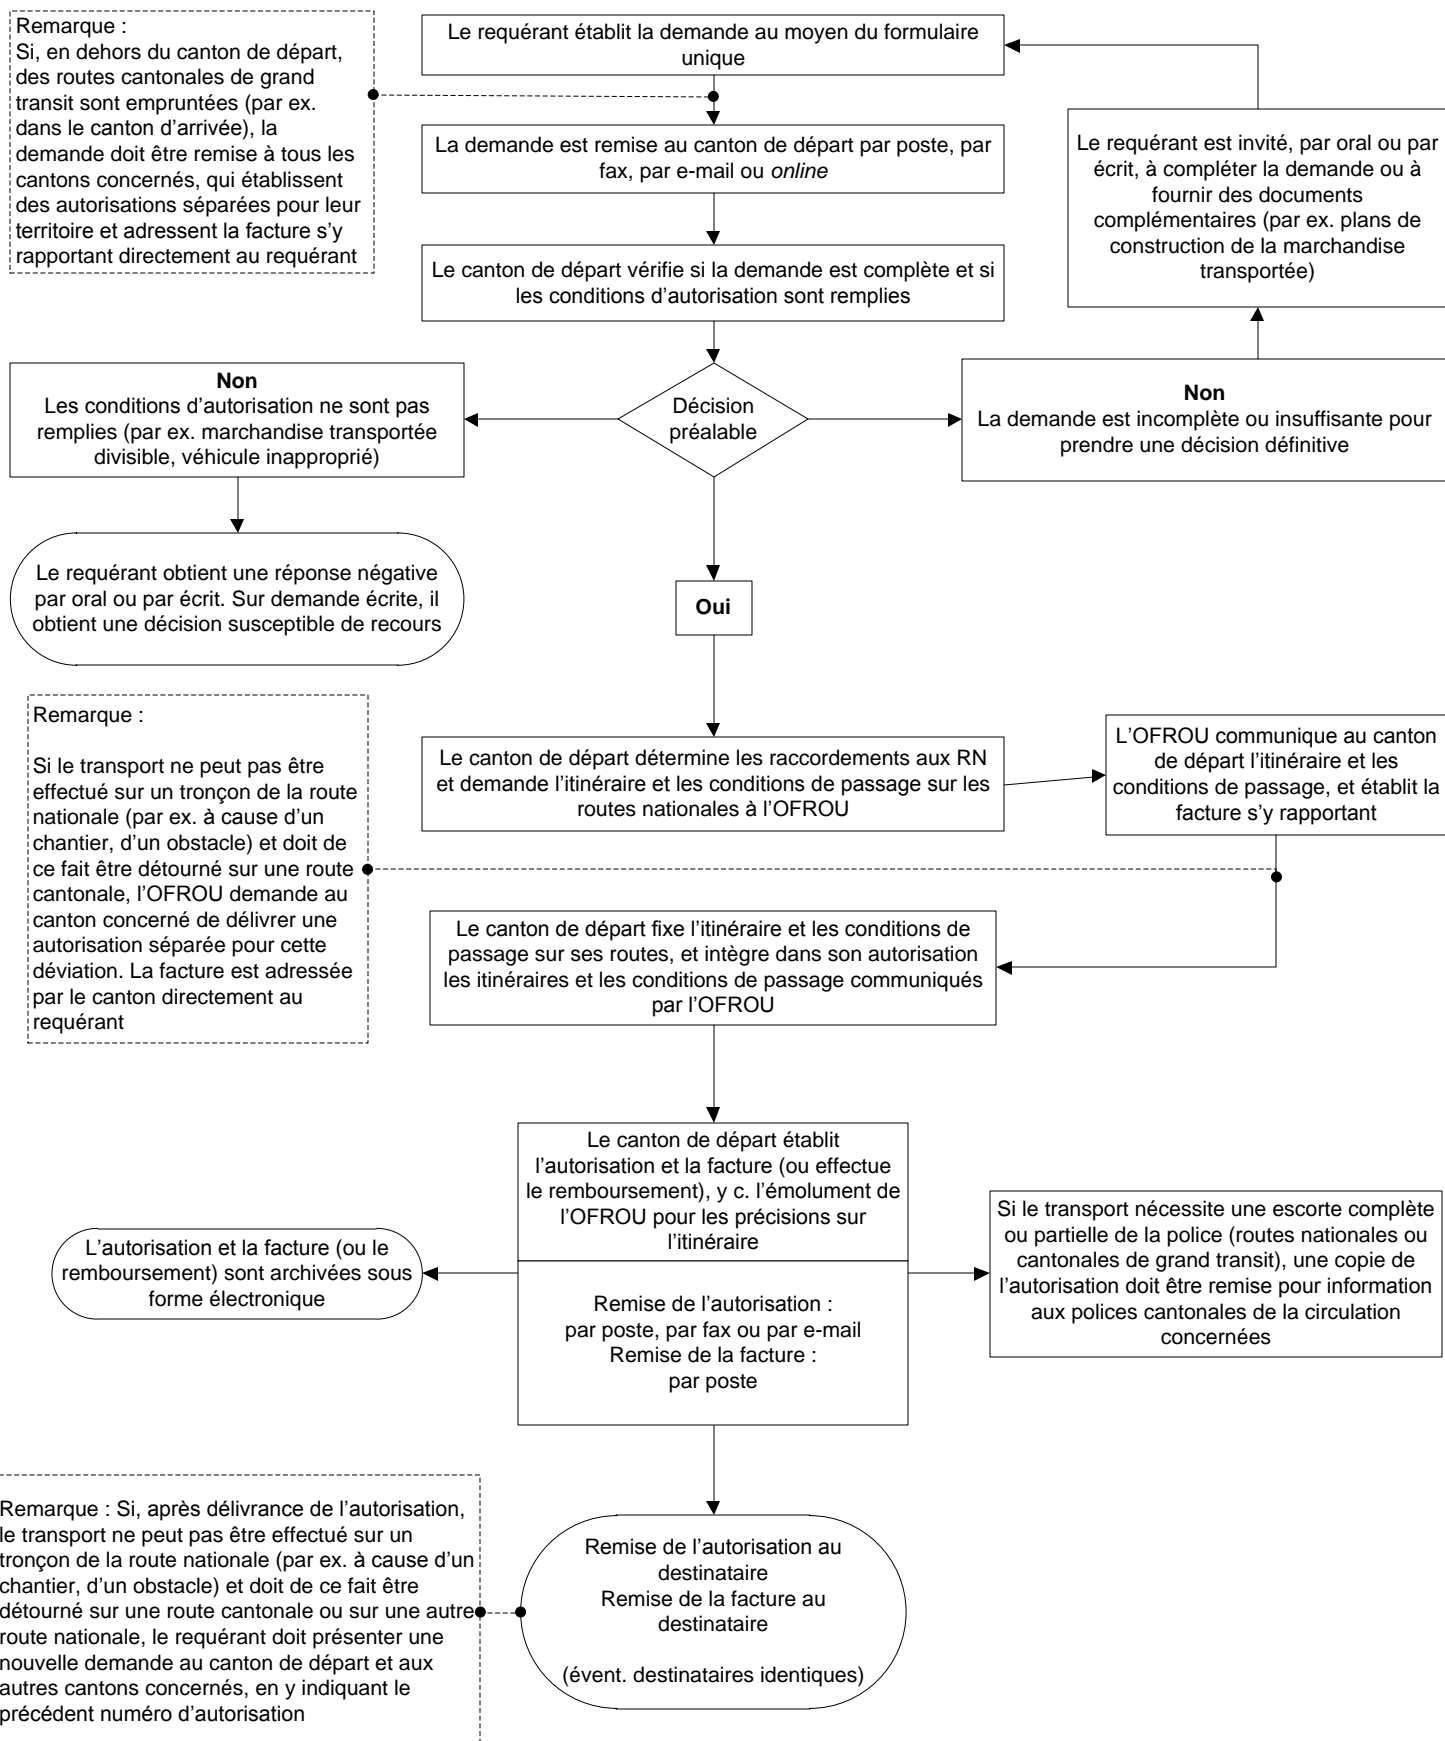 Remarque :
Si, en dehors du canton de départ,
des routes cantonales de grand
transit sont empruntées (par ex.
dans le canton d'arrivée), la
demande doit être remise à tous les
cantons concernés, qui établissent
des autorisations séparées pour leur
territoire et adressent la facture s'y
rapportant directement au requérant
Le requérant établit la demande au moyen du formulaire
unique
La demande est remise au canton de départ par poste, par
fax, par e-mail ou online
Le requérant est invité, par oral ou par
écrit, à compléter la demande ou à
fournir des documents
complémentaires (par ex. plans de
construction de la marchandise
transportée)
Le canton de départ vérifie si la demande est complète et si
les conditions d'autorisation sont remplies
Non
Les conditions d'autorisation ne sont pas
remplies (par ex. marchandise transportée
divisible, véhicule inapproprié)
Décision
préalable
Non
La demande est incomplète ou insuffisante pour
prendre une décision définitive
Le requérant obtient une réponse négative
par oral ou par écrit. Sur demande écrite, il
obtient une décision susceptible de recours
Oui
Remarque :
Si le transport ne peut pas être
effectué sur un tronçon de la route
nationale (par ex. à cause d'un
chantier, d'un obstacle) et doit de
ce fait être détourné sur une route
cantonale, l'OFROU demande au
canton concerné de délivrer une
autorisation séparée pour cette
déviation. La facture est adressée
par le canton directement au
requérant
Le canton de départ détermine les raccordements aux RN
et demande l'itinéraire et les conditions de passage sur les
routes nationales à l'OFROU
L'OFROU communique au canton
de départ l'itinéraire et les
conditions de passage, et établit la
facture s'y rapportant
Le canton de départ fixe l'itinéraire et les conditions de
passage sur ses routes, et intègre dans son autorisation
les itinéraires et les conditions de passage communiqués
par l'OFROU
Le canton de départ établit
l'autorisation et la facture (ou effectue
le remboursement), y c. l'émolument de
l'OFROU pour les précisions sur
l'itinéraire
Remise de l'autorisation :
par poste, par fax ou par e-mail
Remise de la facture :
par poste
L'autorisation et la facture (ou le
remboursement) sont archivées sous
forme électronique
Si le transport nécessite une escorte complète
ou partielle de la police (routes nationales ou
cantonales de grand transit), une copie de
l'autorisation doit être remise pour information
aux polices cantonales de la circulation
concernées
Remarque : Si, après délivrance de l'autorisation,
le transport ne peut pas être effectué sur un
tronçon de la route nationale (par ex. à cause d'un
chantier, d'un obstacle) et doit de ce fait être
détourné sur une route cantonale ou sur une autre
route nationale, le requérant doit présenter une
nouvelle demande au canton de départ et aux
autres cantons concernés, en y indiquant le
précédent numéro d'autorisation
Remise de l'autorisation au
destinataire
Remise de la facture au
destinataire
(évent. destinataires identiques)